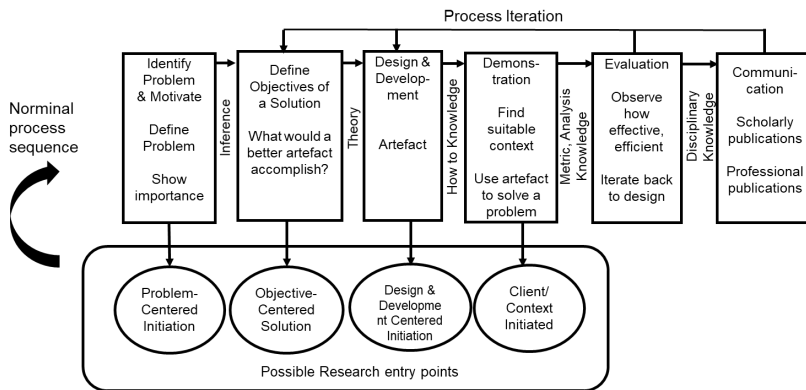 Process Iteration
Norminal
process
sequence
Identify
Problem
& Motivate
Define
Problem
Show
importance
Inference
Define
Objectives of
a Solution
What would a
better artefact
accomplish?
Theory
Design &
Develop-
ment
Artefact
How to Knowledge
Demons-
tration
Find
suitable
context
Use artefact
to solve a
problem
Metric, Analysis
Knowledge
Evaluation
Observe
how
effective,
efficient
Iterate back
to design
Disciplinary
Knowledge
Communi-
cation
Scholarly
publications
Professional
publications
Problem-
Centered
Initiation
Objective-
Centered
Solution
Design &
Developme
nt Centered
Initiation
Client/
Context
Initiated
Possible Research entry points